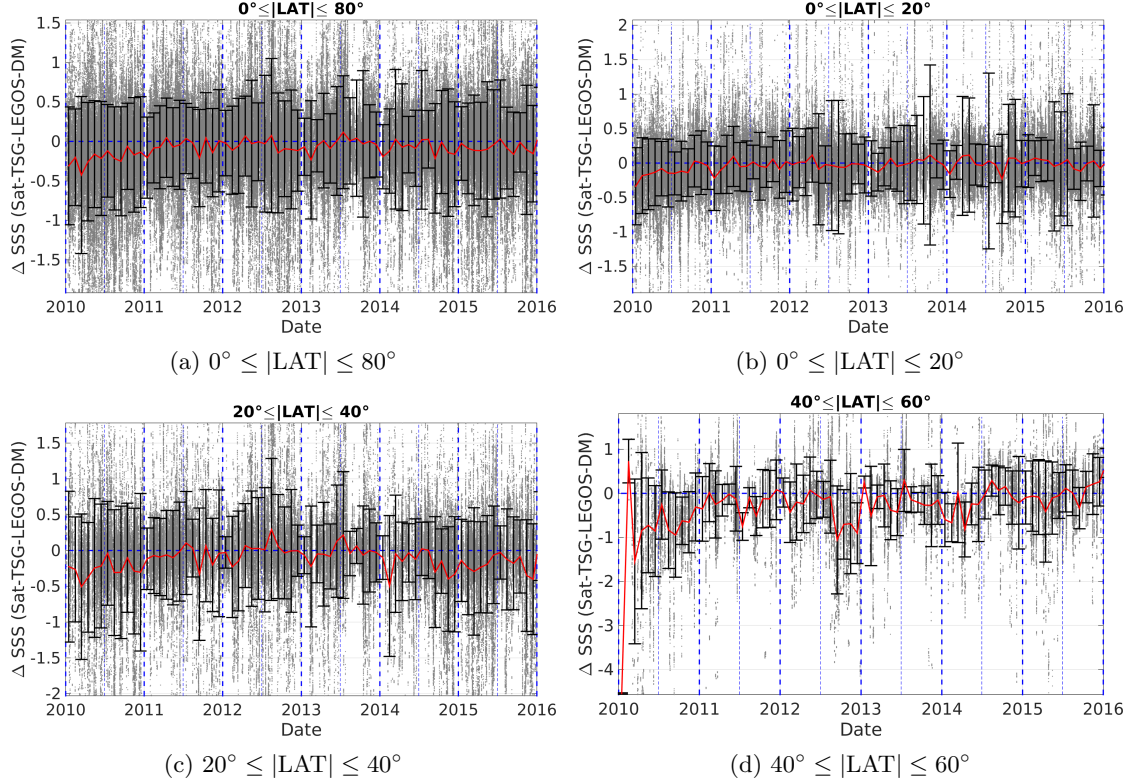 0°≤|LAT|≤ 80°
Δ SSS (Sat-TSG-LEGOS-DM)
1.5
1
0.5
0
-0.5
-1
-1.5
2010 2011 2012 2013 2014 2015 2016
Date
(a) 0° ≤ |LAT| ≤ 80°
0°≤|LAT|≤ 20°
Δ SSS (Sat-TSG-LEGOS-DM)
2
1.5
1
0.5
0
-0.5
-1
-1.5
2010 2011 2012 2013 2014 2015 2016
Date
(b) 0° ≤ |LAT| ≤ 20°
20°≤|LAT|≤ 40°
Δ SSS (Sat-TSG-LEGOS-DM)
1.5
1
0.5
0
-0.5
-1
-1.5
-2
2010 2011 2012 2013 2014 2015 2016
Date
(c) 20° ≤ |LAT| ≤ 40°
40°≤|LAT|≤ 60°
Δ SSS (Sat-TSG-LEGOS-DM)
1
0
-1
-2
-3
-4
2010 2011 2012 2013 2014 2015 2016
Date
(d) 40° ≤ |LAT| ≤ 60°